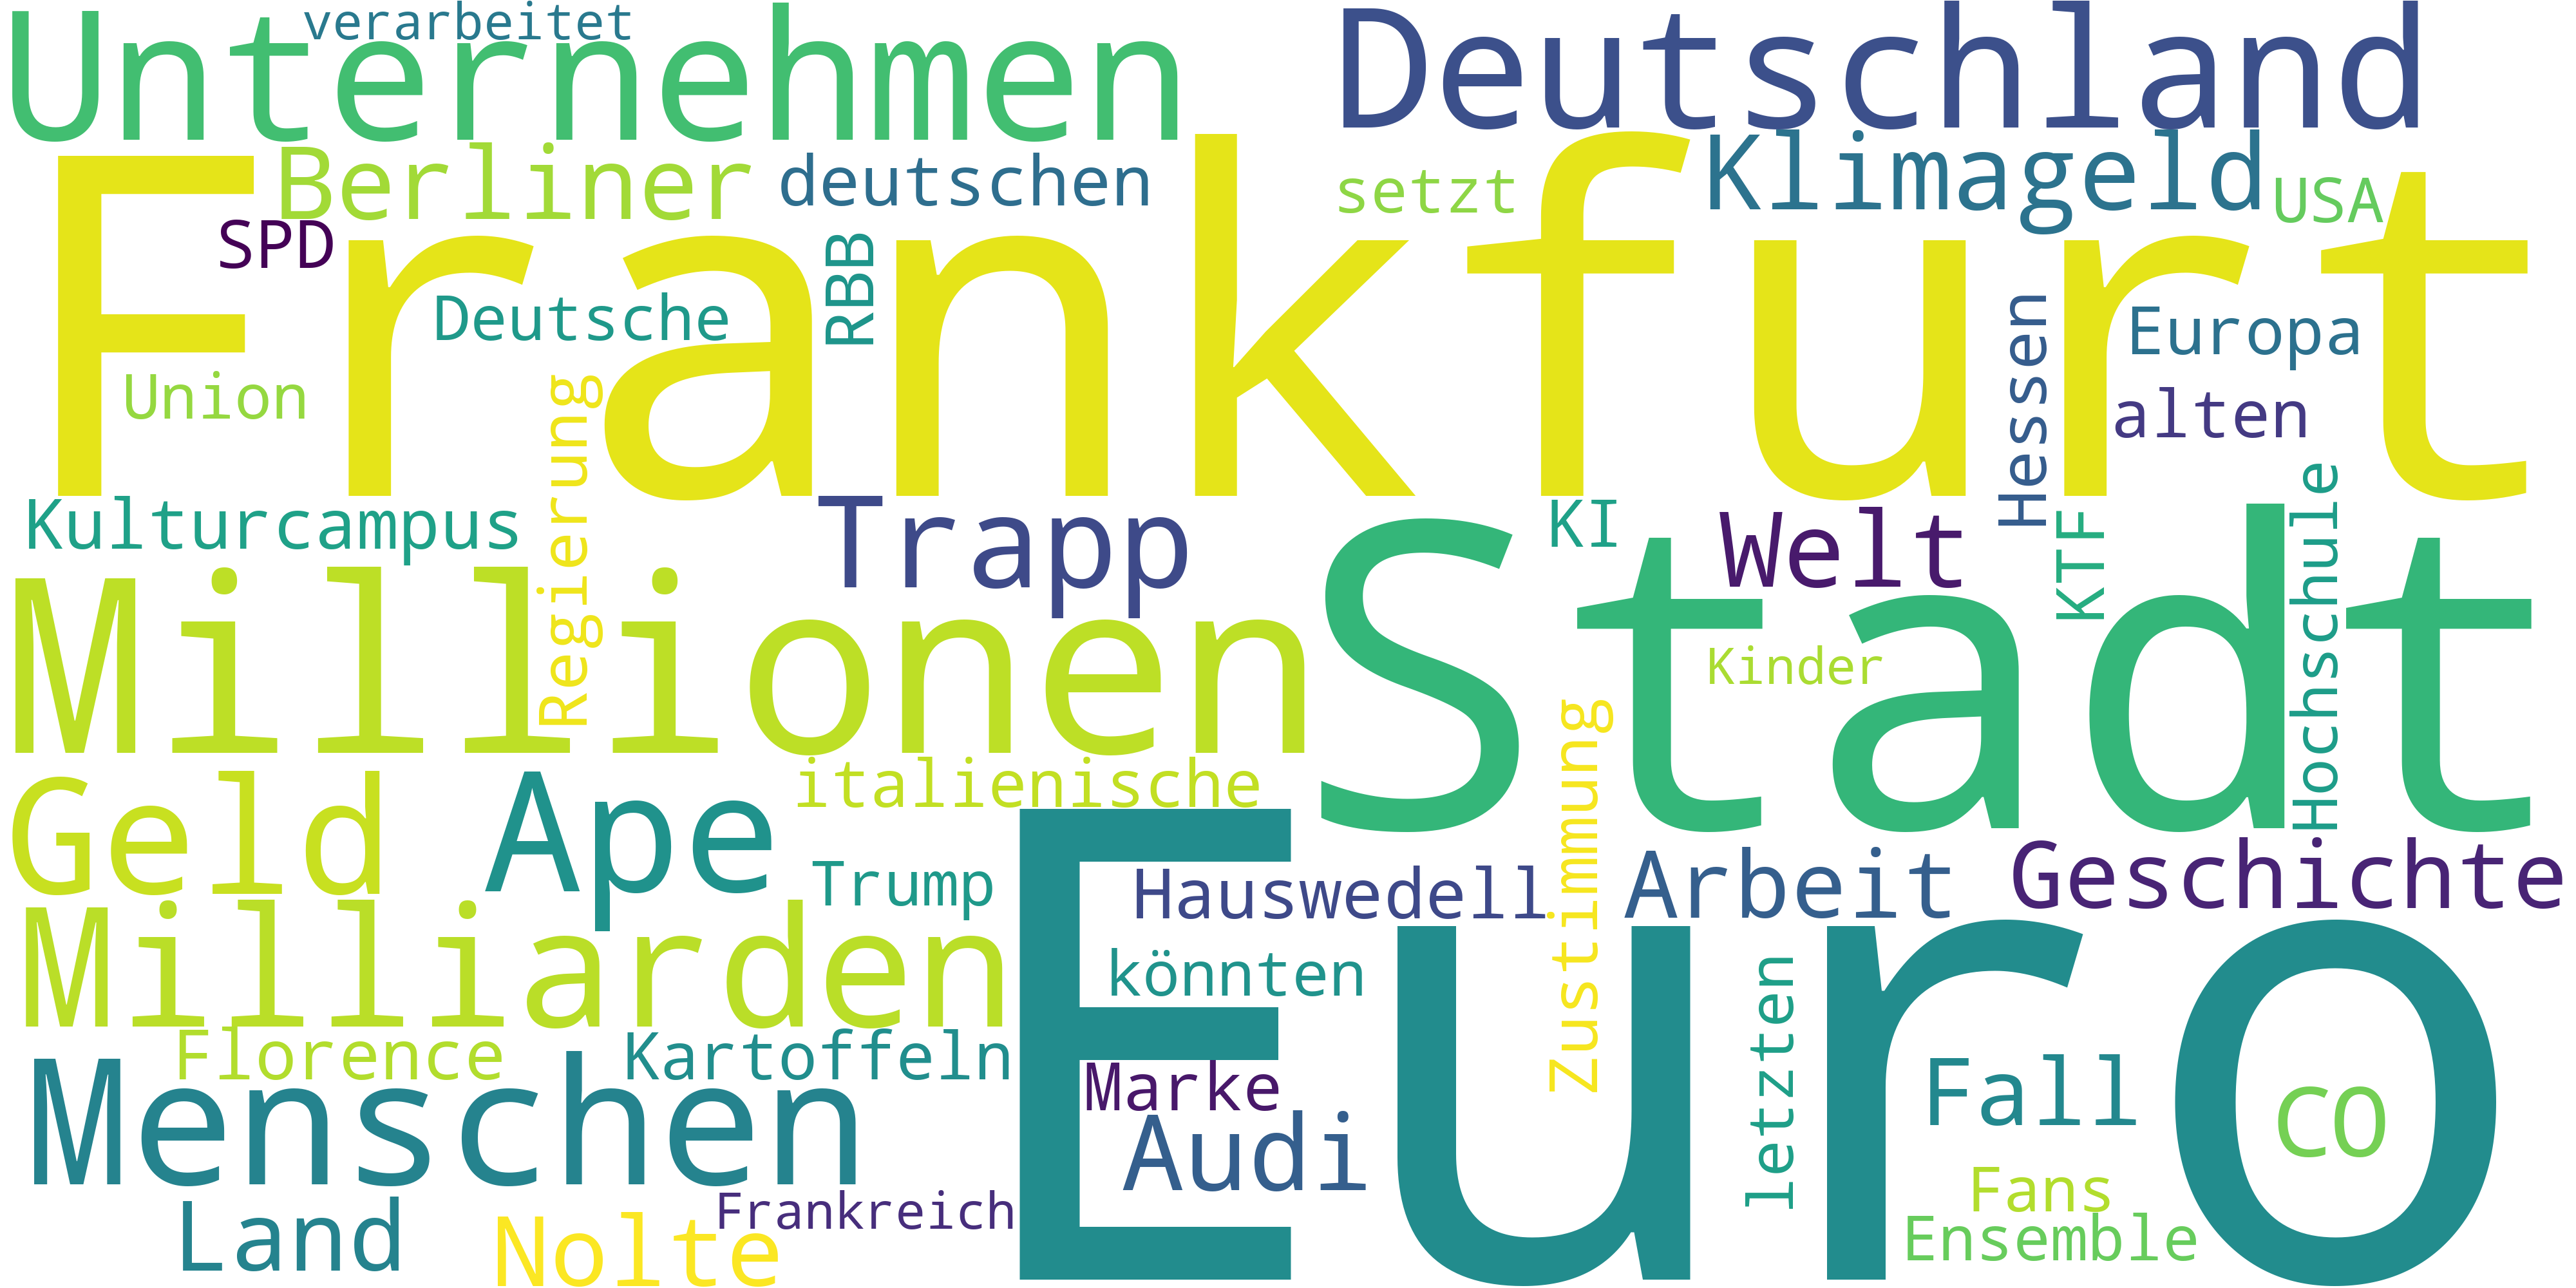 verarbeitet
Unternehmen
Deutschland
Berliner
deutschen
setzt
Klimageld
USA
SPD
Frankfurt
RBB
Deutsche
Hessen
Europa
Union
Regierung
alten
Kulturcampus
Trapp
KI
Welt
KTF
Hochschule
Millionen
Stadt
Kinder
Zustimmung
italienische
Geld
Ape
Trump
Hauswedell
Arbeit
Geschichte
Milliarden
Euro
könnten
letzten
Florence
Kartoffeln
Menschen
Marke
Audi
Fall
CO
Fans
Land
Nolte
Frankreich
Ensemble